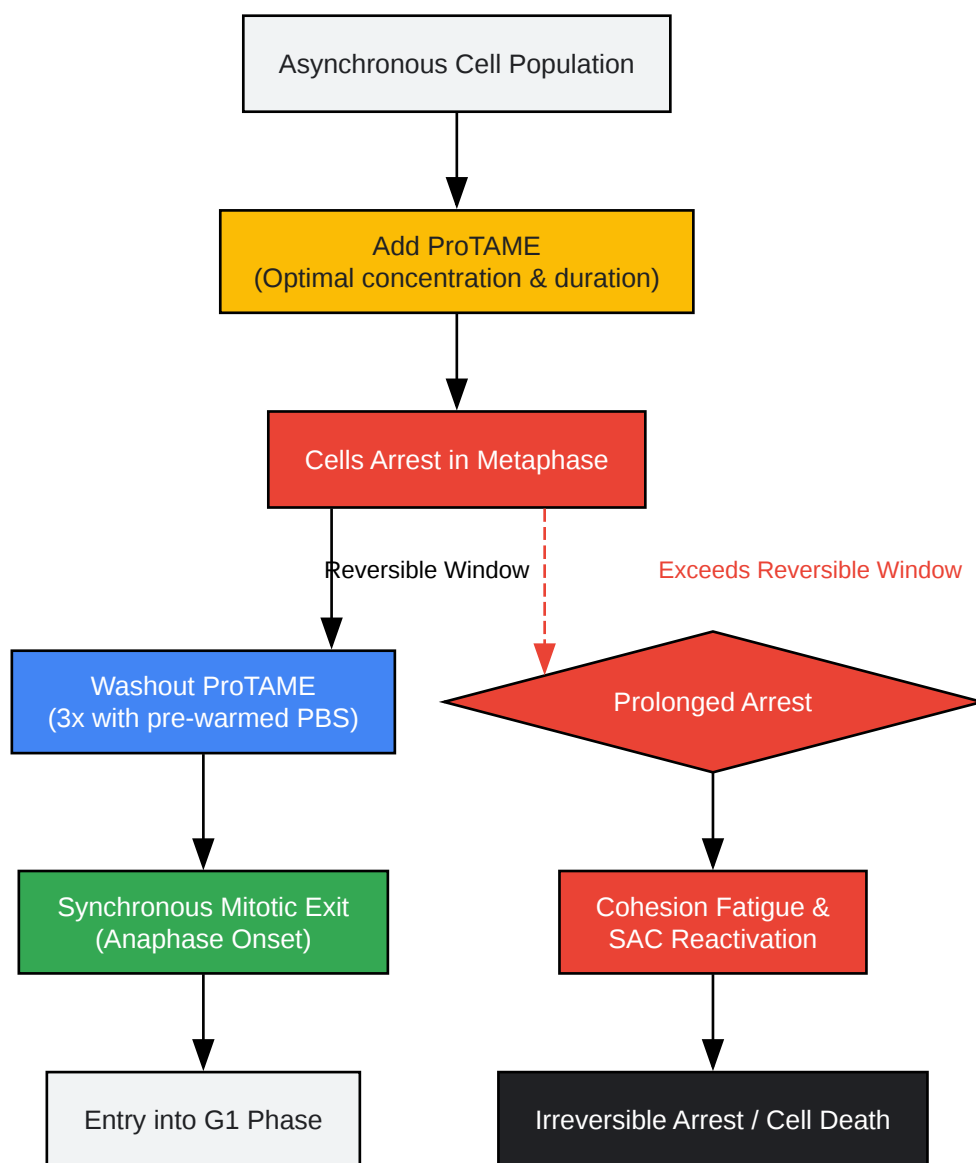 Asynchronous Cell Population
Add ProTAME
(Optimal concentration & duration)
Cells Arrest in Metaphase
Reversible Window
Exceeds Reversible Window
Washout ProTAME
(3x with pre-warmed PBS)
Prolonged Arrest
Synchronous Mitotic Exit
(Anaphase Onset)
Cohesion Fatigue &
SAC Reactivation
Entry into G1 Phase
Irreversible Arrest / Cell Death